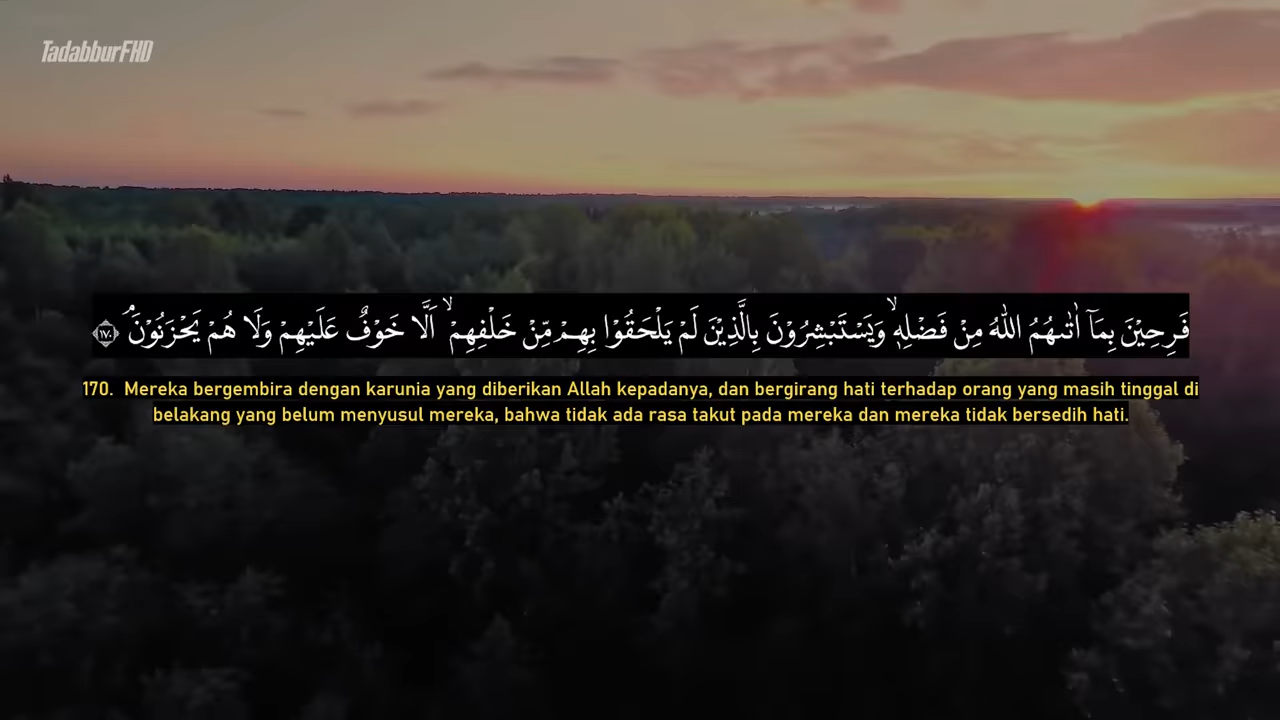 TadabburFHD
فَرِحِيْنَ بِمَآ اٰتٰىهُمُ اللّٰهُ مِنْ فَضْلِهٖۙ وَيَسْتَبْشِرُوْنَ بِالَّذِيْنَ لَمْ يَلْحَقُوْا بِهِمْ مِّنْ خَلْفِهِمْۙ اَلَّا خَوْفٌ عَلَيْهِمْ وَلَا هُمْ يَحْزَنُوْنَۘ ١٧٠
170. Mereka bergembira dengan karunia yang diberikan Allah kepadanya, dan bergirang hati terhadap orang yang masih tinggal di
belakang yang belum menyusul mereka, bahwa tidak ada rasa takut pada mereka dan mereka tidak bersedih hati.